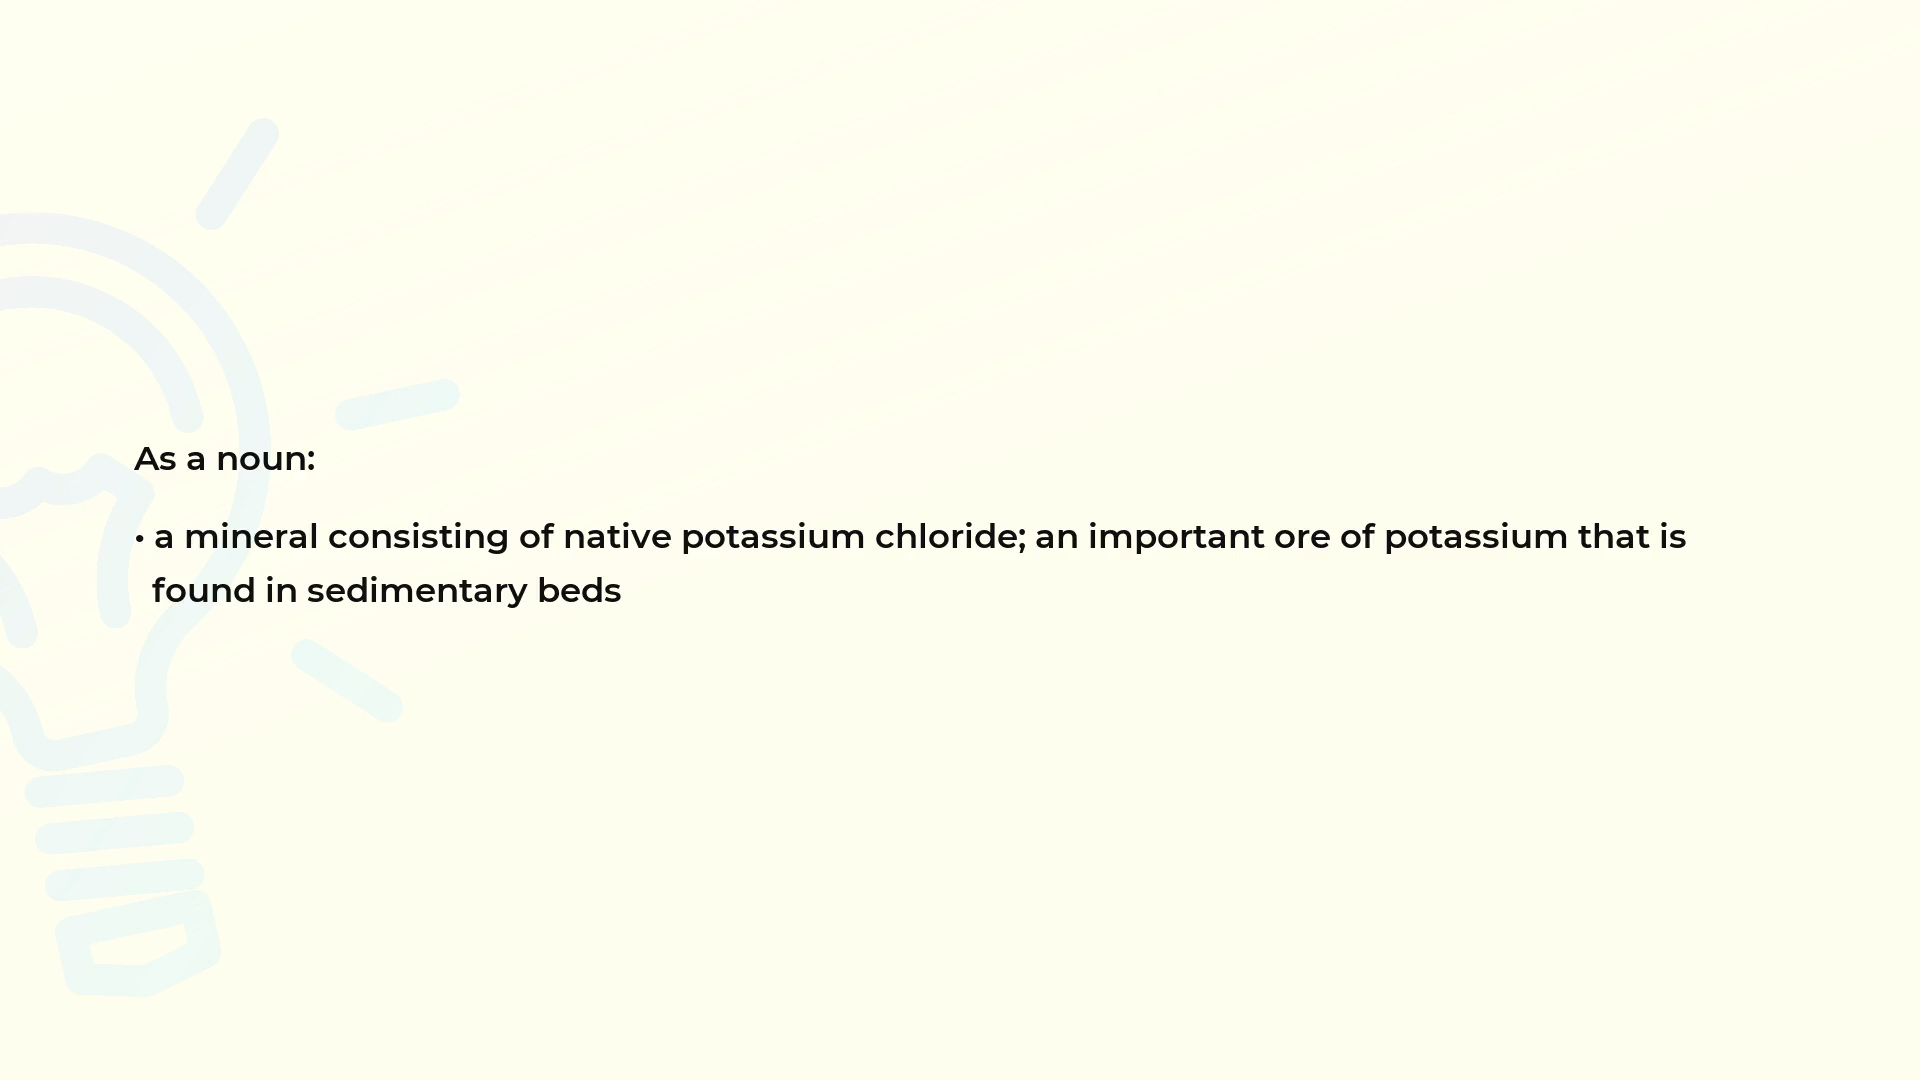 As a noun:
• a mineral consisting of native potassium chloride; an important ore of potassium that is
found in sedimentary beds